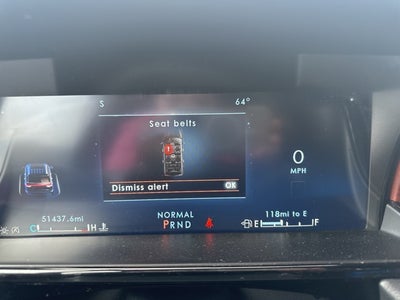 S 64°
Seat belts
Dismiss alert OK
0
MPH
51437.6mi NORMAL 118mi to E
H PRND E F